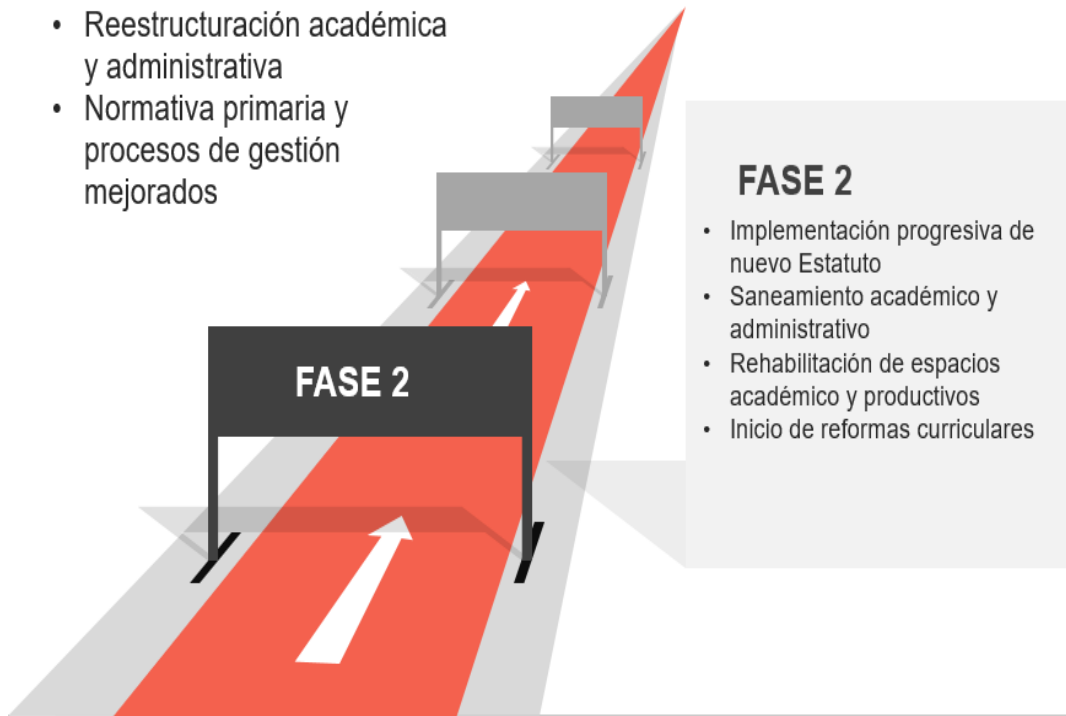 • Reestructuración académica
y administrativa
• Normativa primaria y
procesos de gestión
mejorados
FASE 2
FASE 2
• Implementación progresiva de
nuevo Estatuto
• Saneamiento académico y
administrativo
• Rehabilitación de espacios
académico y productivos
• Inicio de reformas curriculares